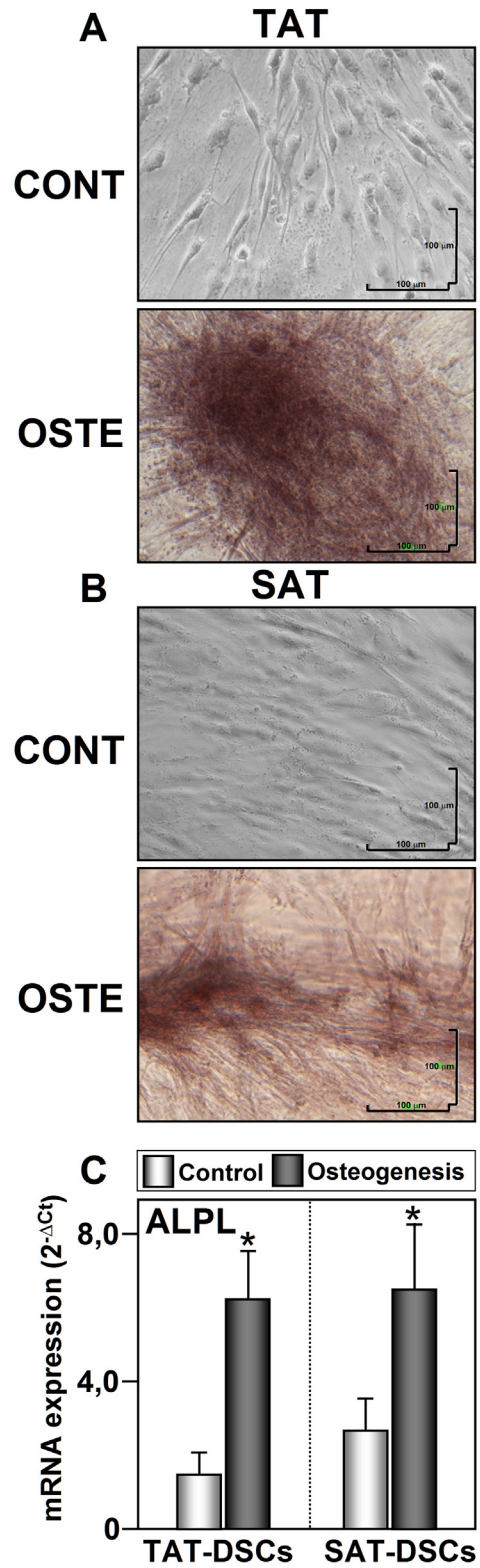 A TAT
CONT
100 µm
100 µm
OSTE
100 µm
100 µm
B SAT
CONT
100 µm
100 µm
OSTE
100 µm
100 µm
C Control Osteogenesis
ALPL
mRNA expression (2-ΔCt)
8,0
*
*
4,0
0
TAT-DSCs SAT-DSCs